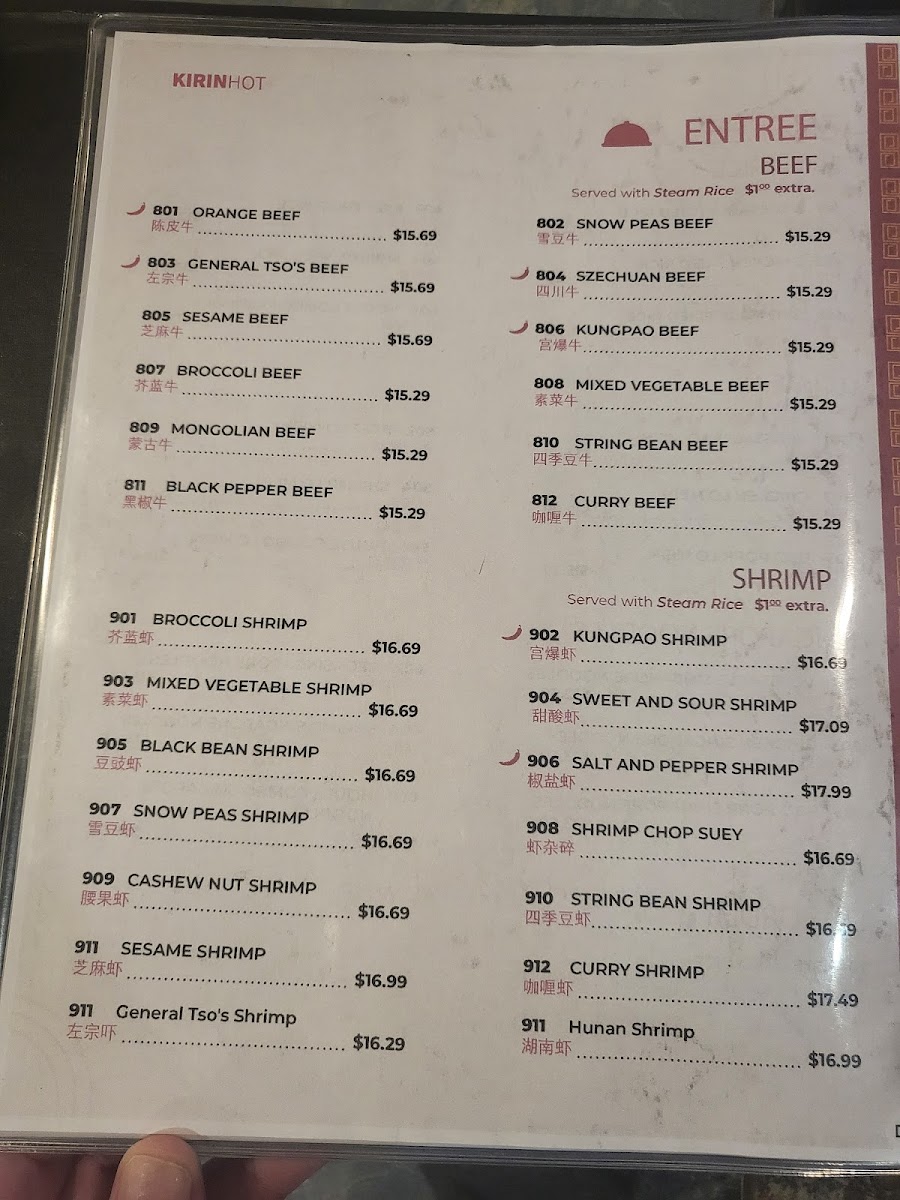 KIRINHOT
ENTREE
BEEF
Served with Steam Rice $1⁰⁰ extra.
801 ORANGE BEEF
陈皮牛 $15.69
802 SNOW PEAS BEEF
雪豆牛 $15.29
803 GENERAL TSO'S BEEF
左宗牛 $15.69
804 SZECHUAN BEEF
四川牛 $15.29
805 SESAME BEEF
芝麻牛 $15.69
806 KUNGPAO BEEF
宫爆牛 $15.29
807 BROCCOLI BEEF
芥蓝牛 $15.29
808 MIXED VEGETABLE BEEF
素菜牛 $15.29
809 MONGOLIAN BEEF
蒙古牛 $15.29
810 STRING BEAN BEEF
四季豆牛 $15.29
811 BLACK PEPPER BEEF
黑椒牛 $15.29
812 CURRY BEEF
咖喱牛 $15.29
SHRIMP
Served with Steam Rice $1⁰⁰ extra.
901 BROCCOLI SHRIMP
芥蓝虾 $16.69
902 KUNGPAO SHRIMP
宫爆虾 $16.69
903 MIXED VEGETABLE SHRIMP
素菜虾 $16.69
904 SWEET AND SOUR SHRIMP
甜酸虾 $17.09
905 BLACK BEAN SHRIMP
豆豉虾 $16.69
906 SALT AND PEPPER SHRIMP
椒盐虾 $17.99
907 SNOW PEAS SHRIMP
雪豆虾 $16.69
908 SHRIMP CHOP SUEY
虾杂碎 $16.69
909 CASHEW NUT SHRIMP
腰果虾 $16.69
910 STRING BEAN SHRIMP
四季豆虾
911 SESAME SHRIMP
芝麻虾 $16.99
912 CURRY SHRIMP
咖喱虾 $17.49
911 General Tso's Shrimp
左宗吓 $16.29
911 Hunan Shrimp
湖南虾 $16.99